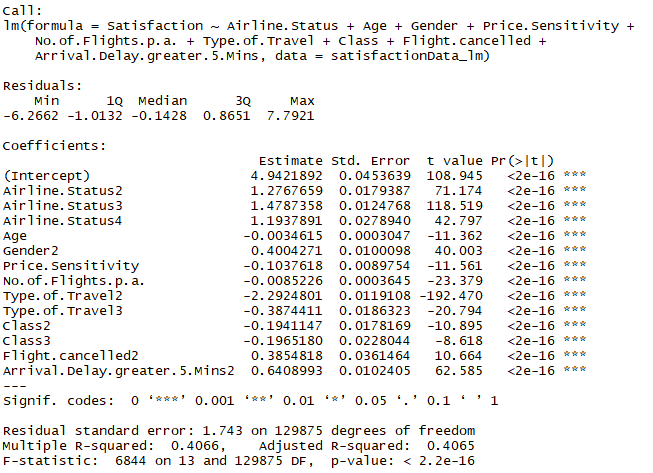 Call:
lm(formula = Satisfaction ~ Airline.Status + Age + Gender + Price.Sensitivity +
    No.of.Flights.p.a. + Type.of.Travel + Class + Flight.cancelled +
    Arrival.Delay.greater.5.Mins, data = satisfactionData_lm)
Residuals:
    Min      1Q  Median      3Q     Max
-6.2662 -1.0132 -0.1428  0.8651  7.7921
Coefficients:
                                Estimate Std. Error  t value Pr(>|t|)
(Intercept)                    4.9421892  0.0453639  108.945   <2e-16 ***
Airline.Status2                1.2767659  0.0179387   71.174   <2e-16 ***
Airline.Status3                1.4787358  0.0124768  118.519   <2e-16 ***
Airline.Status4                1.1937891  0.0278940   42.797   <2e-16 ***
Age                           -0.0034615  0.0003047  -11.362   <2e-16 ***
Gender2                        0.4004271  0.0100098   40.003   <2e-16 ***
Price.Sensitivity             -0.1037618  0.0089754  -11.561   <2e-16 ***
No.of.Flights.p.a.            -0.0085226  0.0003645  -23.379   <2e-16 ***
Type.of.Travel2               -2.2924801  0.0119108 -192.470   <2e-16 ***
Type.of.Travel3               -0.3874411  0.0186323  -20.794   <2e-16 ***
Class2                        -0.1941147  0.0178169  -10.895   <2e-16 ***
Class3                        -0.1965180  0.0228044   -8.618   <2e-16 ***
Flight.cancelled2              0.3854818  0.0361464   10.664   <2e-16 ***
Arrival.Delay.greater.5.Mins2  0.6408993  0.0102405   62.585   <2e-16 ***
---
Signif. codes:  0 ‘***’ 0.001 ‘**’ 0.01 ‘*’ 0.05 ‘.’ 0.1 ‘ ’ 1
Residual standard error: 1.743 on 129875 degrees of freedom
Multiple R-squared:  0.4066,    Adjusted R-squared:  0.4065
F-statistic:  6844 on 13 and 129875 DF,  p-value: < 2.2e-16